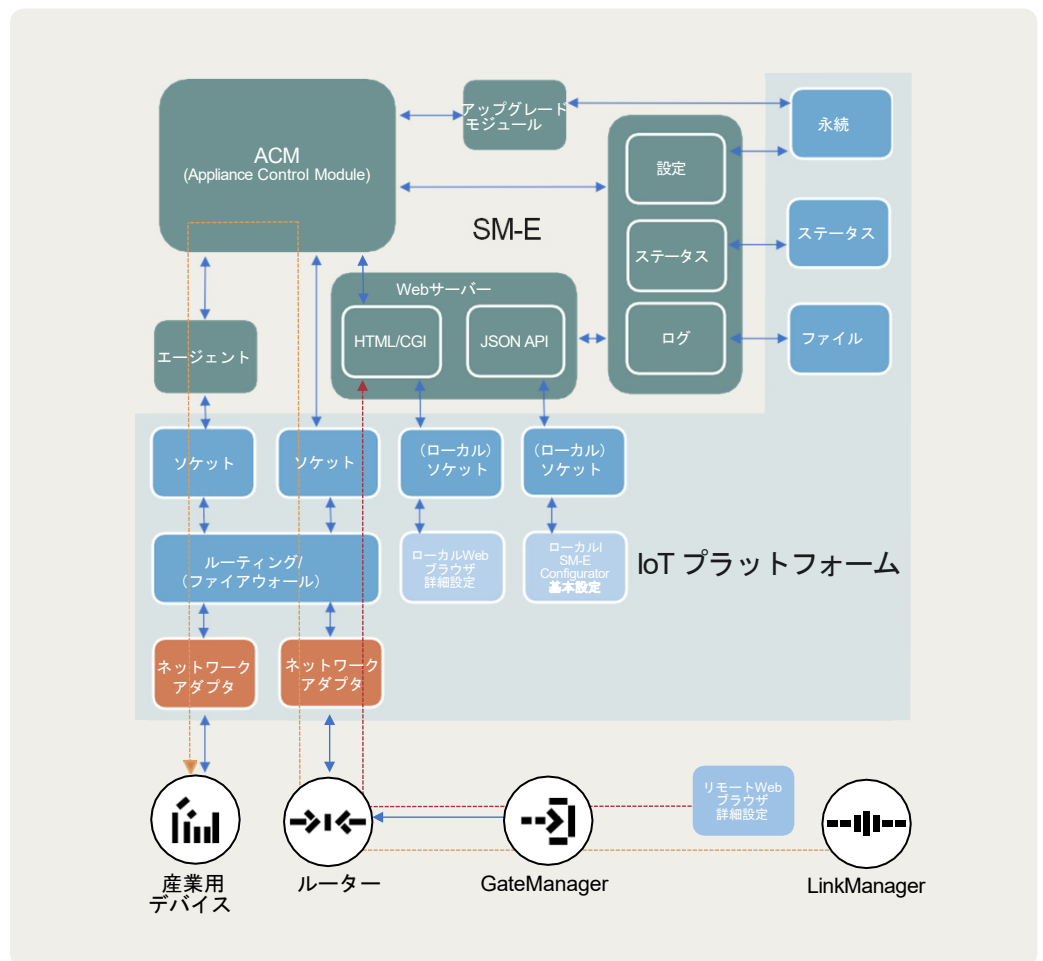 ACM
(Appliance Control Module)
アップグレード
モジュール
永続
設定
SM-E
ステータス
ステータス
Webサーバー
HTML/CGI
JSON API
ログ
ファイル
エージェント
ソケット
ソケット
（ローカル）
ソケット
（ローカル）
ソケット
ルーティング/
（ファイアウォール）
ローカルWeb
ブラウザ
詳細設定
ローカルl
SM-E
Configurator
基本設定
IoT プラットフォーム
ネットワーク
アダプタ
ネットワーク
アダプタ
リモートWeb
ブラウザ
詳細設定
産業用
デバイス
ルーター
GateManager
LinkManager